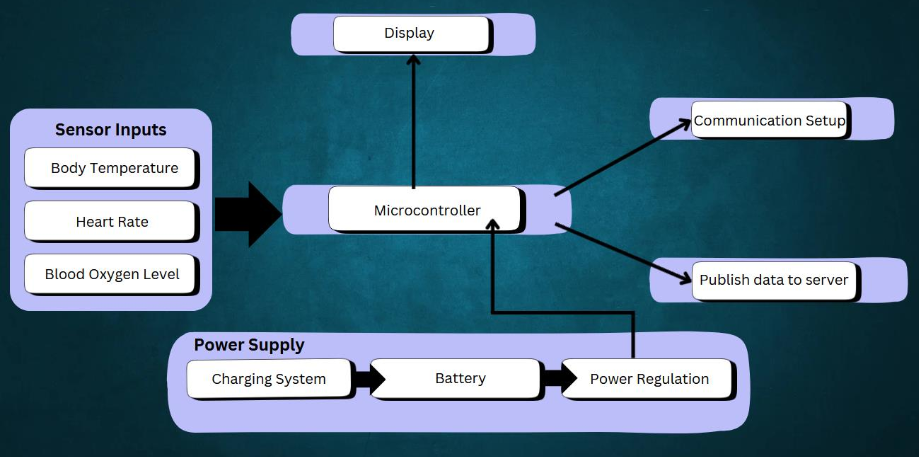 Display
Sensor Inputs
Body Temperature
Heart Rate
Blood Oxygen Level
Microcontroller
Communication Setup
Publish data to server
Power Supply
Charging System
Battery
Power Regulation